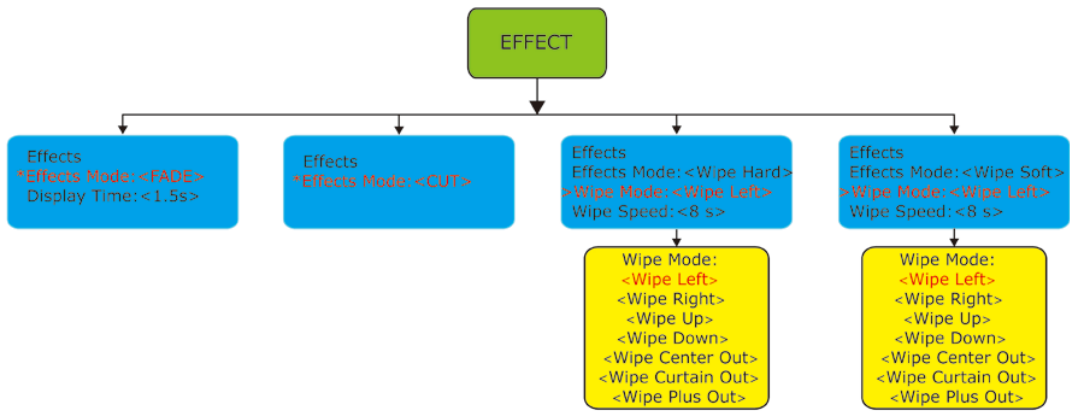 EFFECT
Effects
*Effects Mode:<FADE>
Display Time:<1.5s>
Effects
*Effects Mode:<CUT>
Effects
Effects Mode:<Wipe Hard>
>Wipe Mode:<Wipe Left>
Wipe Speed:<8 s>
Effects
Effects Mode:<Wipe Soft>
>Wipe Mode:<Wipe Left>
Wipe Speed:<8 s>
Wipe Mode:
<Wipe Left>
<Wipe Right>
<Wipe Up>
<Wipe Down>
<Wipe Center Out>
<Wipe Curtain Out>
<Wipe Plus Out>
Wipe Mode:
<Wipe Left>
<Wipe Right>
<Wipe Up>
<Wipe Down>
<Wipe Center Out>
<Wipe Curtain Out>
<Wipe Plus Out>